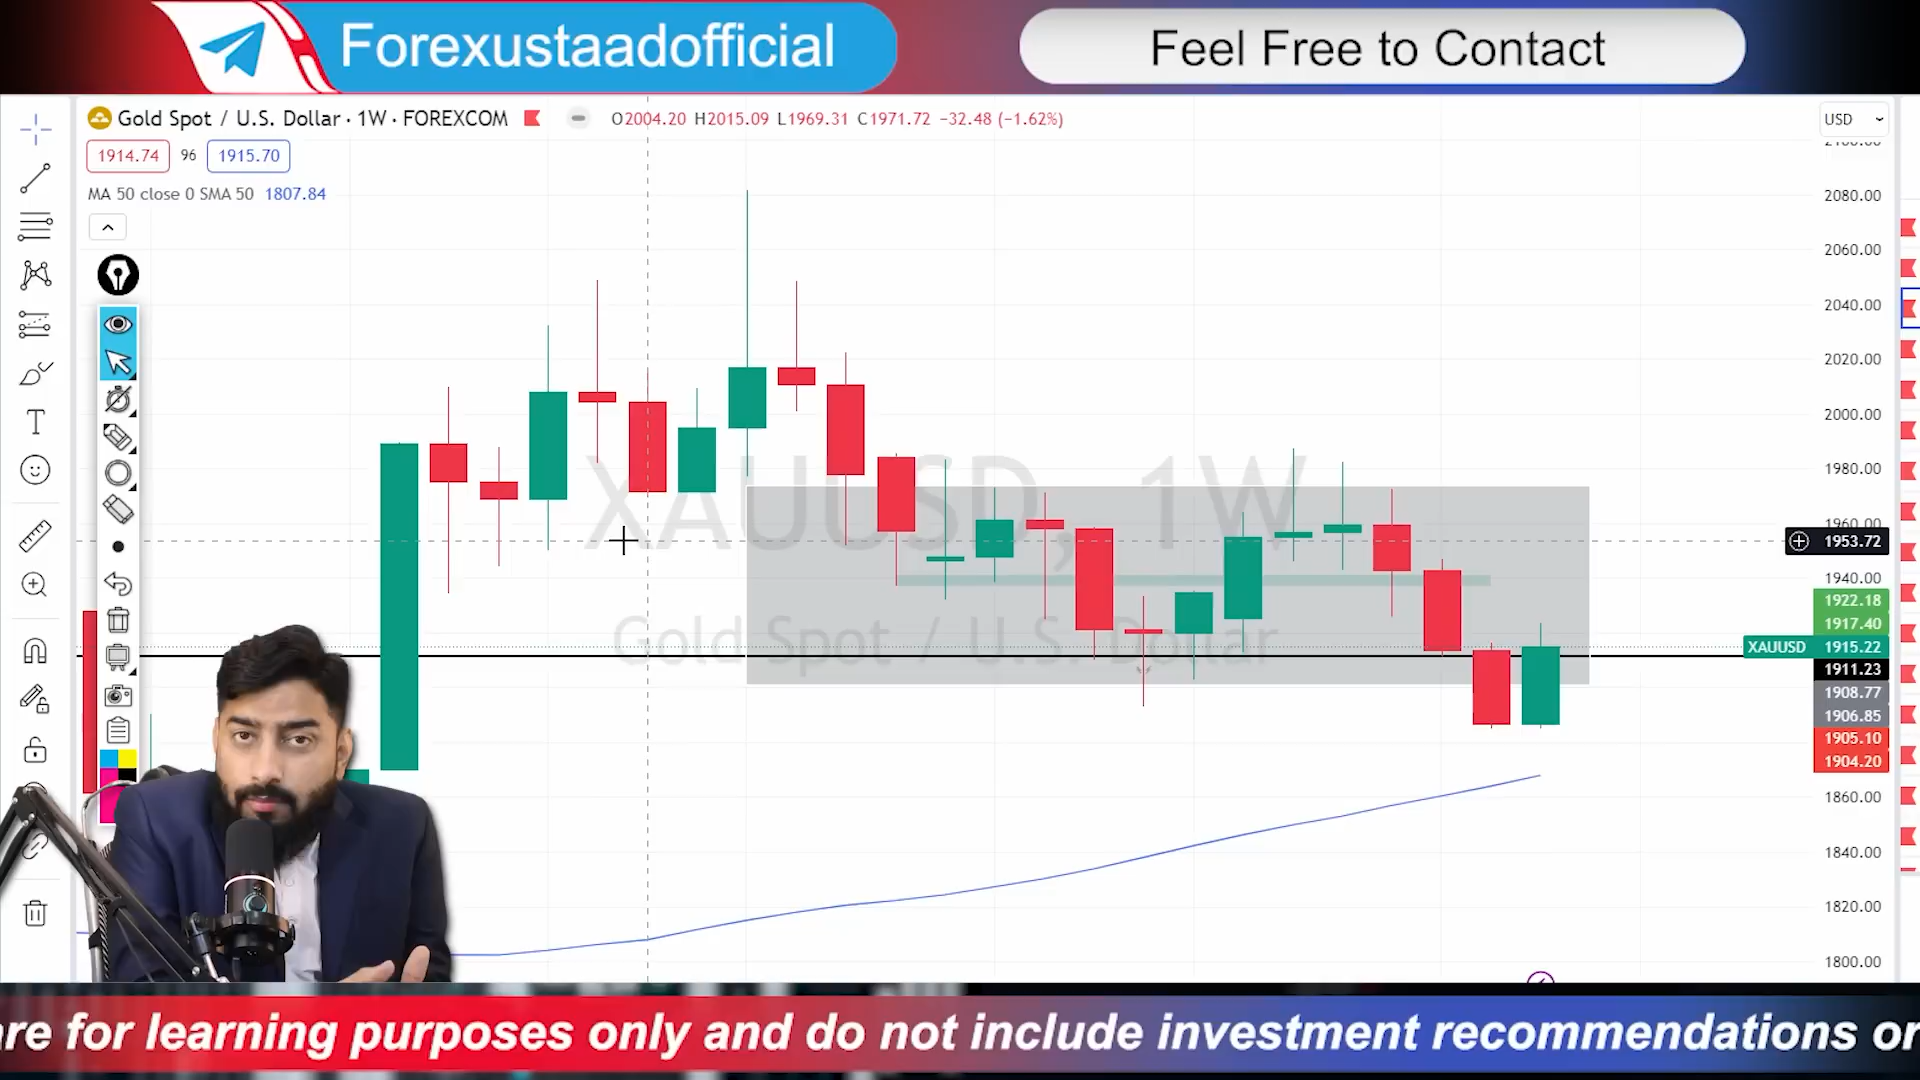 Forexustaadofficial
Feel Free to Contact
Gold Spot / U.S. Dollar · 1W · FOREXCOM
O2004.20 H2015.09 L1969.31 C1971.72 −32.48 (−1.62%)
USD
1914.74 96 1915.70
MA 50 close 0 SMA 50 1807.84
2080.00
2060.00
2040.00
2020.00
2000.00
1980.00
1960.00
1953.72
1940.00
1922.18
1917.40
XAUUSD 1915.22
1911.23
1908.77
1906.85
1905.10
1904.20
1860.00
1840.00
1820.00
1800.00
XAUUSD, 1W
Gold Spot / U.S. Dollar
are for learning purposes only and do not include investment recommendations or